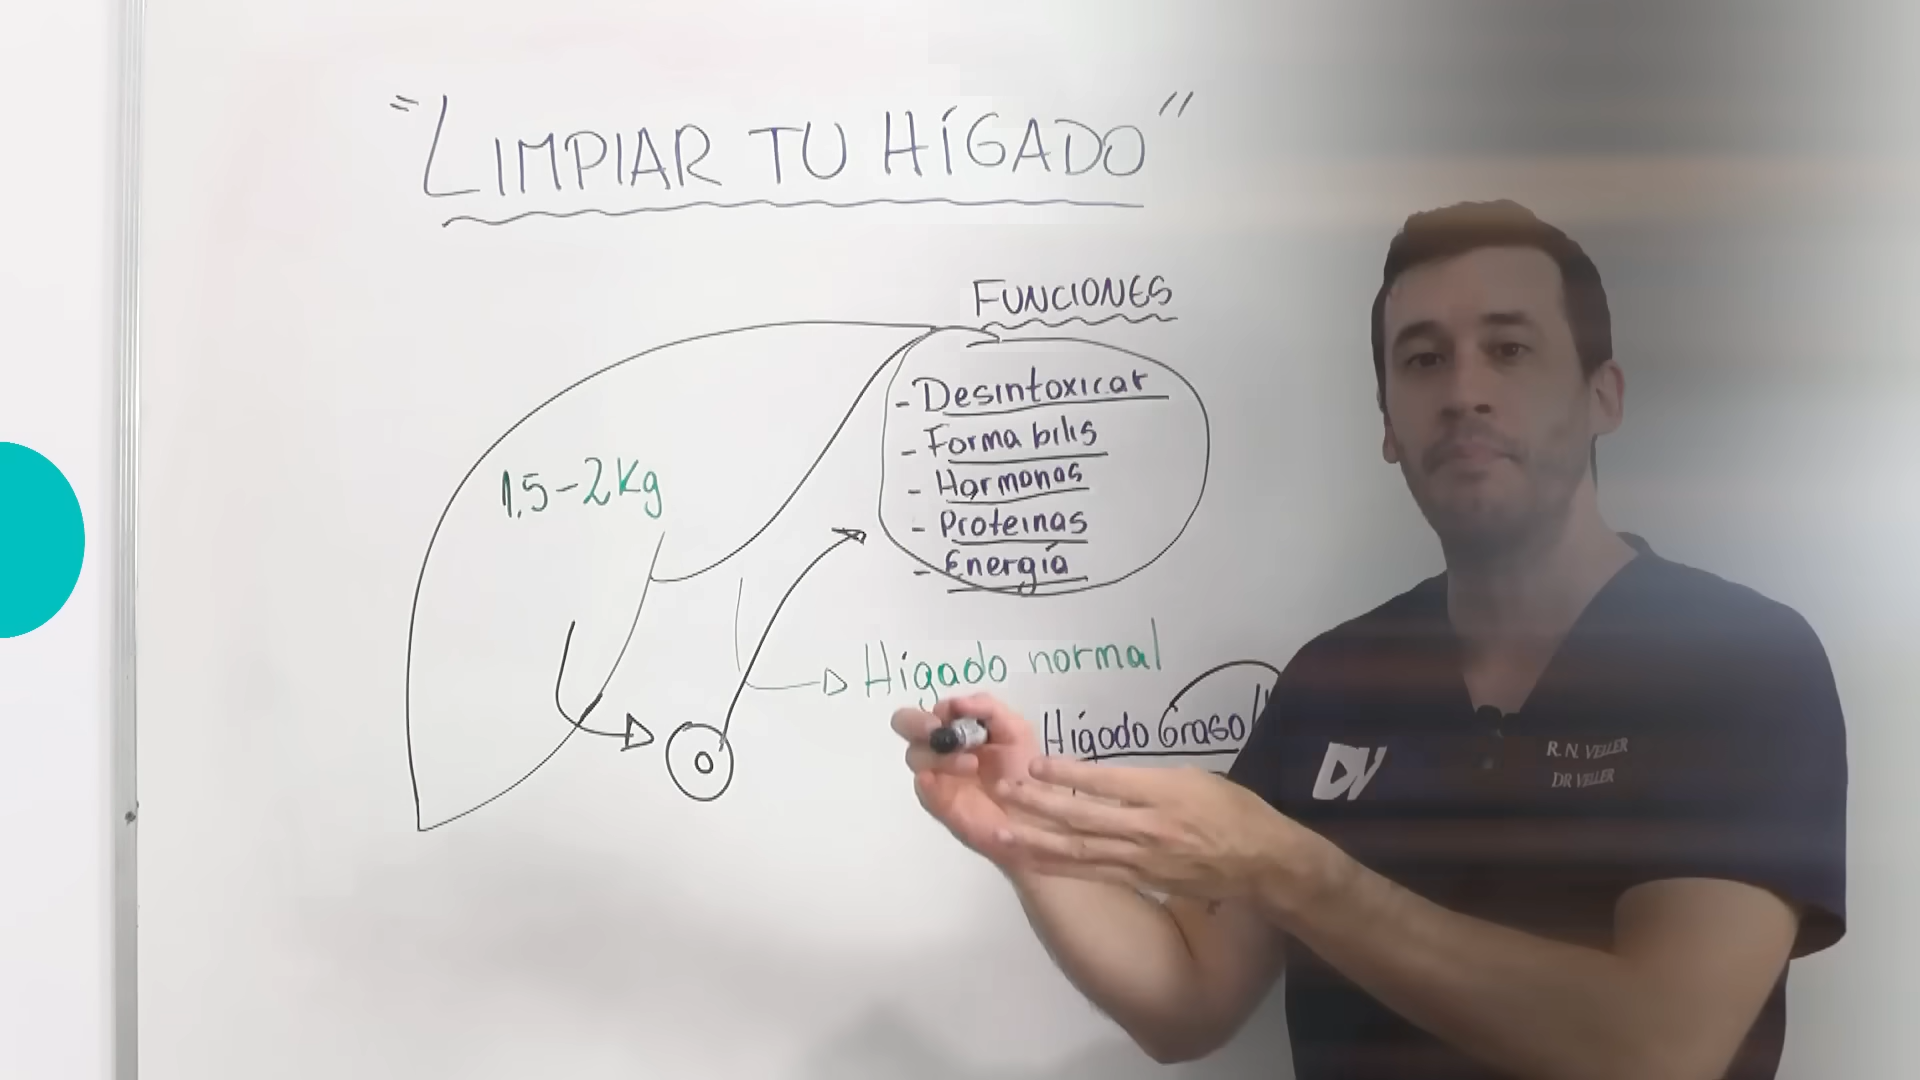 "LIMPIAR TU HÍGADO"
FUNCIONES
- Desintoxicar
- Forma bilis
- Hormonas
- Proteinas
- Energía
1,5-2Kg
Hígado normal
Hígado Graso
DV
R. N. VELLER
DR VELLER